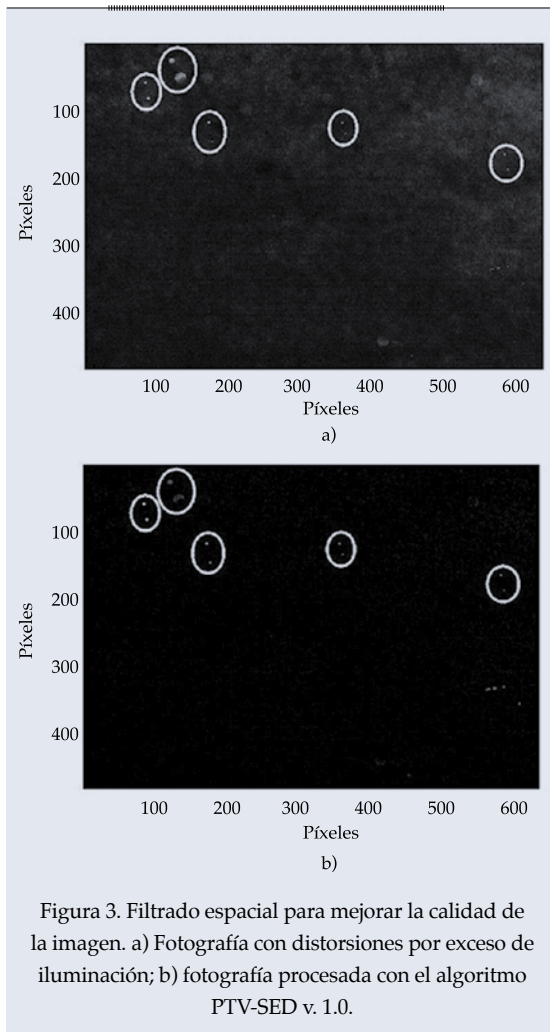 100
200
300
400
Píxeles
100 200 300 400 500 600
Píxeles
a)
100
200
300
400
Píxeles
100 200 300 400 500 600
Píxeles
b)
Figura 3. Filtrado espacial para mejorar la calidad de
la imagen. a) Fotografía con distorsiones por exceso de
iluminación; b) fotografía procesada con el algoritmo
PTV-SED v. 1.0.